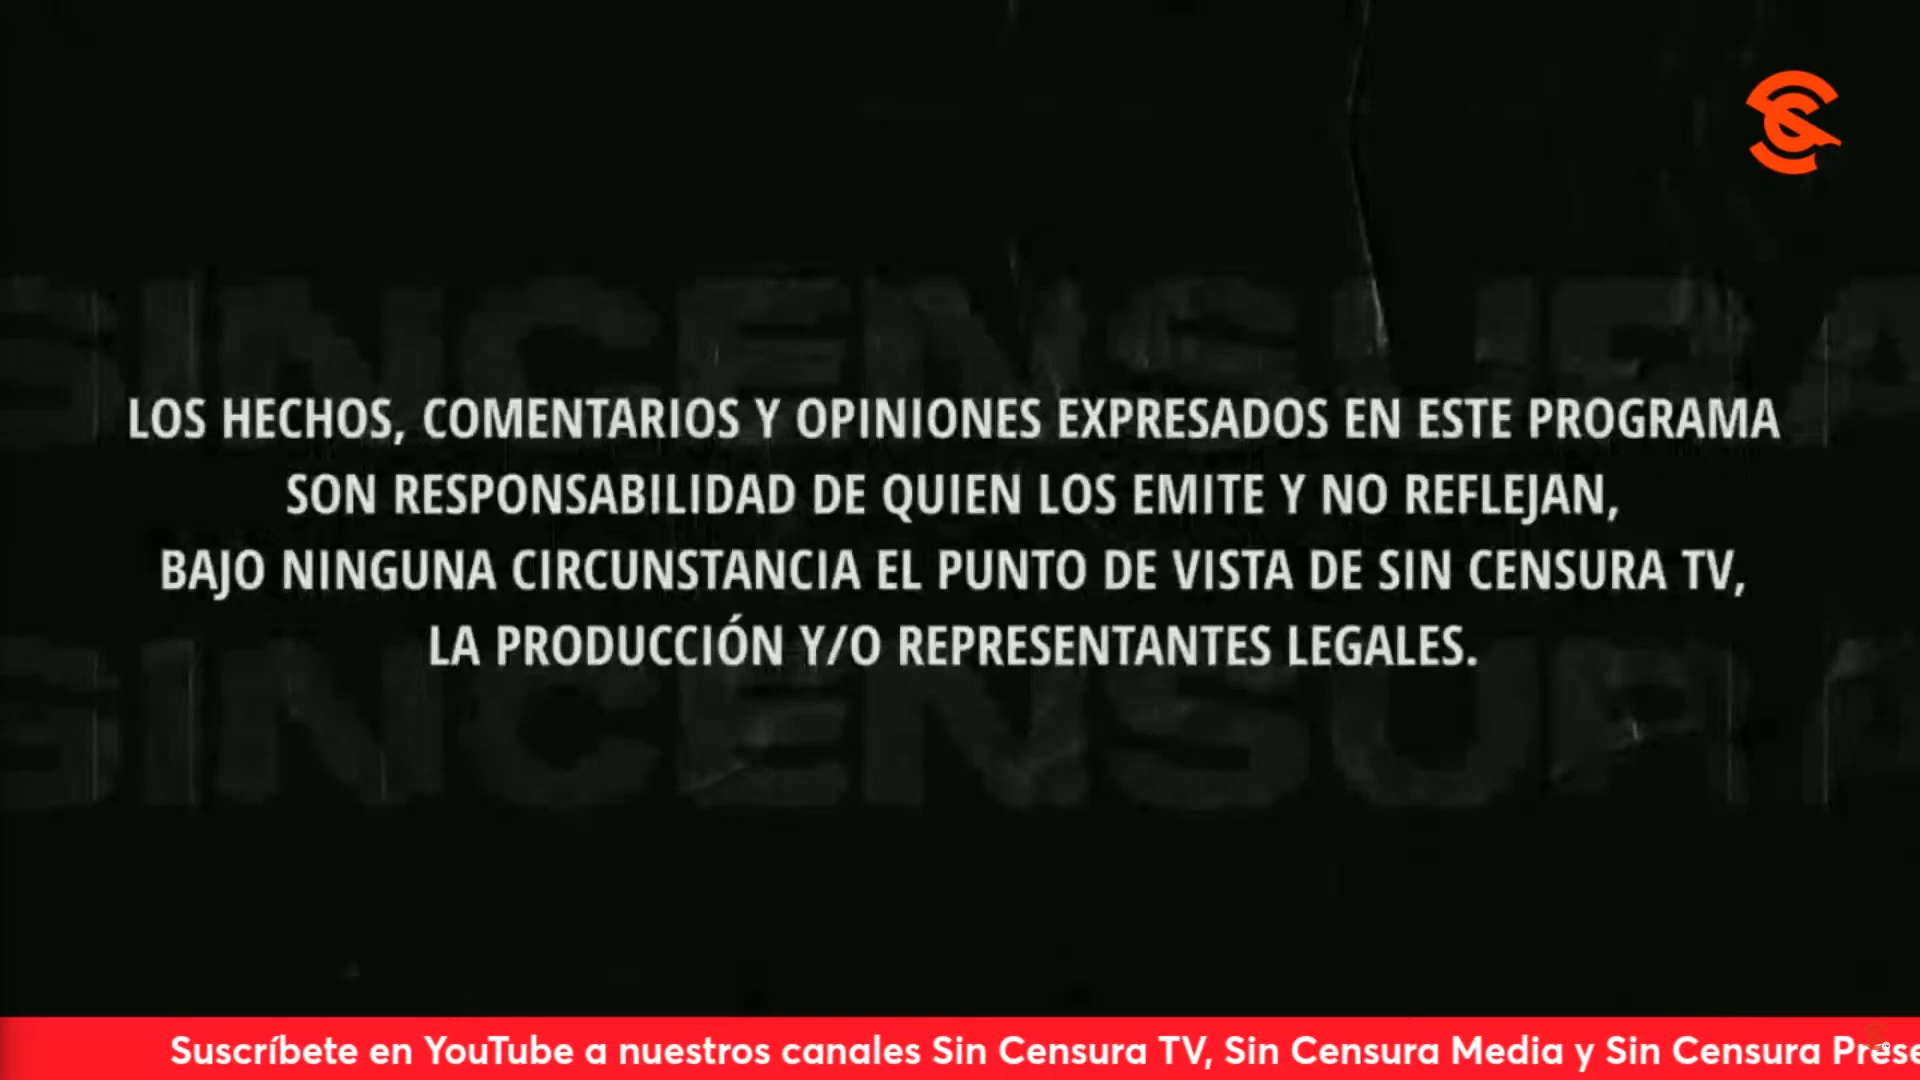 SINCENSURA
LOS HECHOS, COMENTARIOS Y OPINIONES EXPRESADOS EN ESTE PROGRAMA
SON RESPONSABILIDAD DE QUIEN LOS EMITE Y NO REFLEJAN,
BAJO NINGUNA CIRCUNSTANCIA EL PUNTO DE VISTA DE SIN CENSURA TV,
LA PRODUCCIÓN Y/O REPRESENTANTES LEGALES.
SINCENSURA
Suscríbete en YouTube a nuestros canales Sin Censura TV, Sin Censura Media y Sin Censura